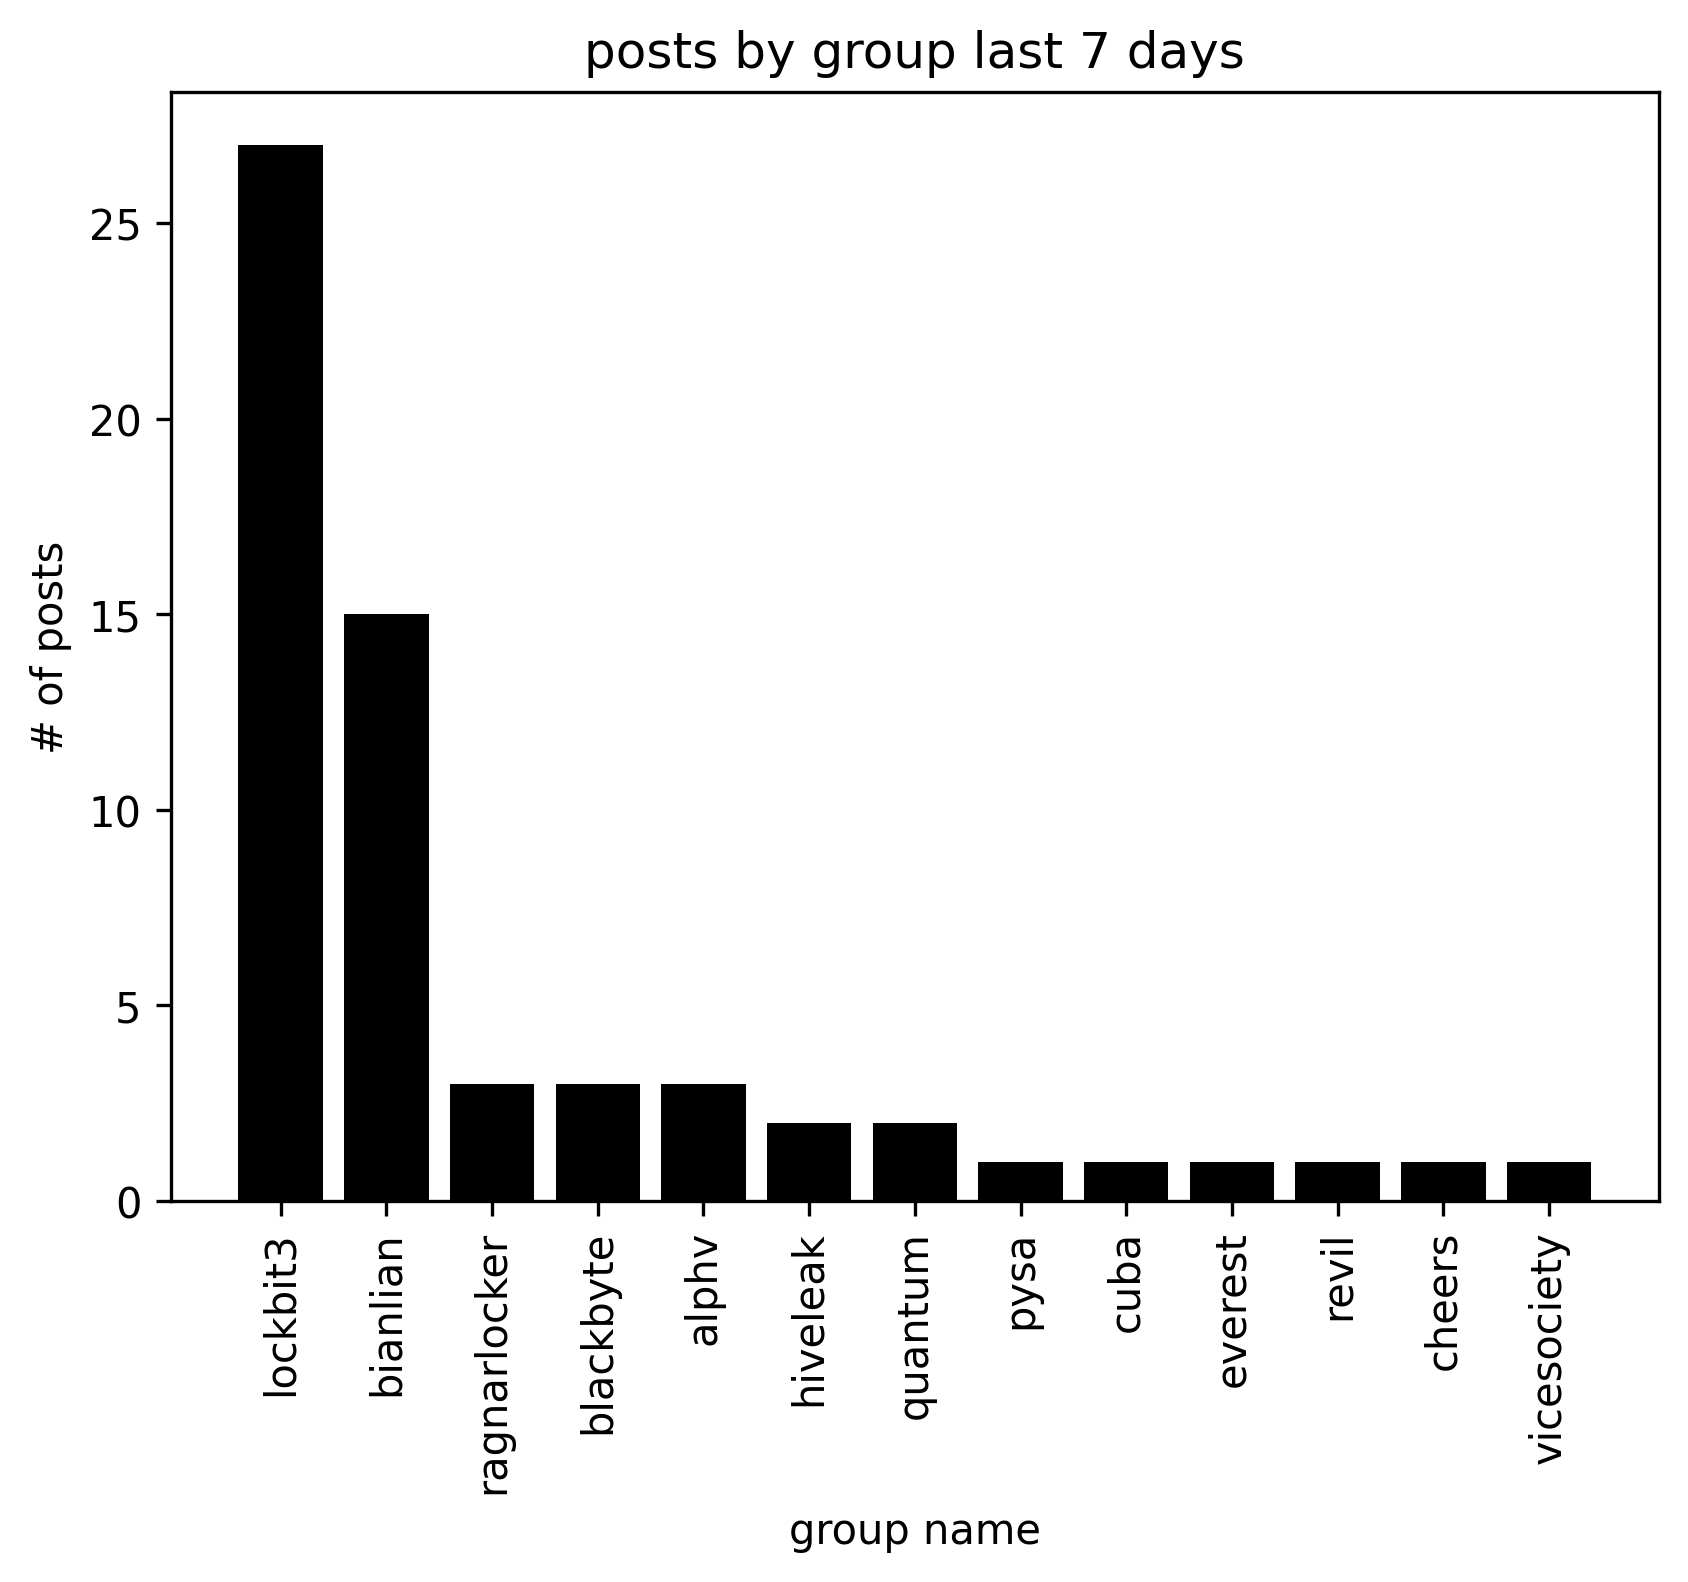 posts by group last 7 days
# of posts
25
20
15
10
5
0
lockbit3
bianlian
ragnarlocker
blackbyte
alphv
hiveleak
quantum
pysa
cuba
everest
revil
cheers
vicesociety
group name